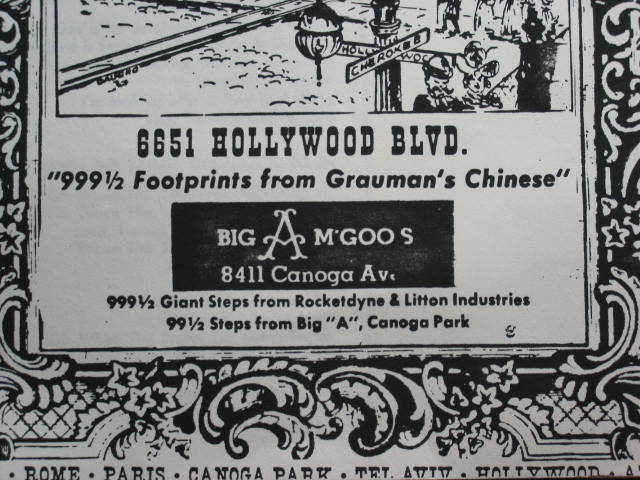 HOLLYWOO
CHEROKEE
6651 HOLLYWOOD BLVD.
"999½ Footprints from Grauman's Chinese"
BIG A M'GOO S
8411 Canoga Av
999½ Giant Steps from Rocketdyne & Litton Industries
99½ Steps from Big "A", Canoga Park
ROME · PARIS · CANOGA PARK · TEL AVIV · HOLLYWOOD · A